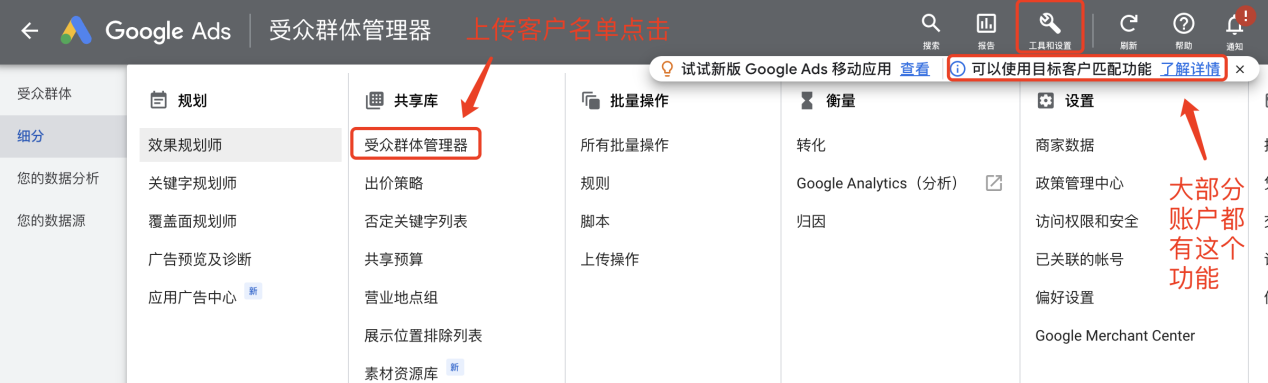 Google Ads
受众群体管理器
上传客户名单点击
搜索
报告
工具和设置
刷新
帮助
通知
!
试试新版 Google Ads 移动应用 查看
可以使用目标客户匹配功能 了解详情
受众群体
细分
您的数据分析
您的数据源
规划
效果规划师
关键字规划师
覆盖面规划师
广告预览及诊断
应用广告中心 新
共享库
受众群体管理器
出价策略
否定关键字列表
共享预算
营业地点组
展示位置排除列表
素材资源库 新
批量操作
所有批量操作
规则
脚本
上传操作
衡量
转化
Google Analytics（分析）
归因
设置
商家数据
政策管理中心
访问权限和安全
已关联的帐号
偏好设置
Google Merchant Center
大部分
账户都
有这个
功能